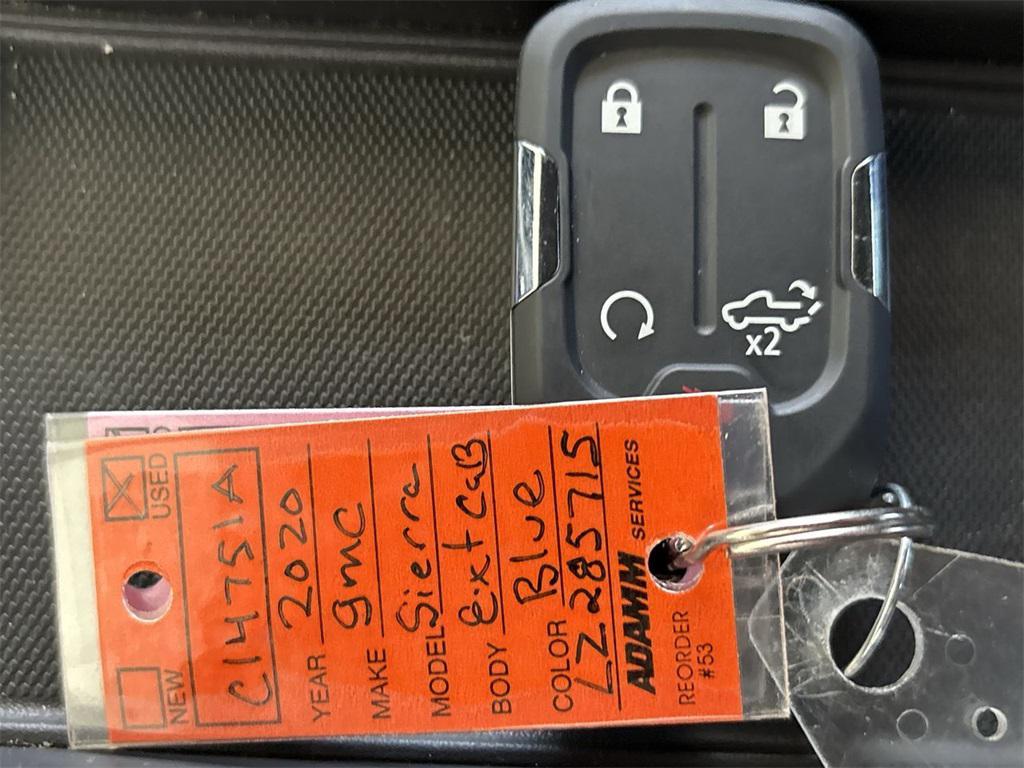 x2
NEW
USED
C14751A
YEAR 2020
MAKE gmc
MODEL Sierra
BODY Ext caB
COLOR Blue
LZ285715
ADAMM SERVICES
REORDER
#53